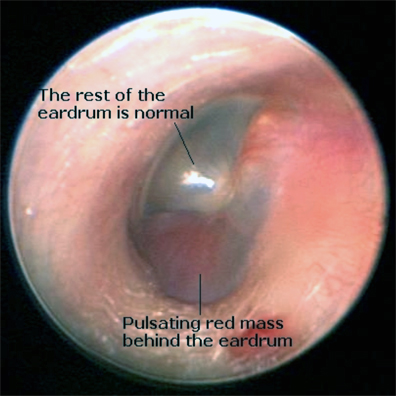 The rest of the
eardrum is normal
Pulsating red mass
behind the eardrum